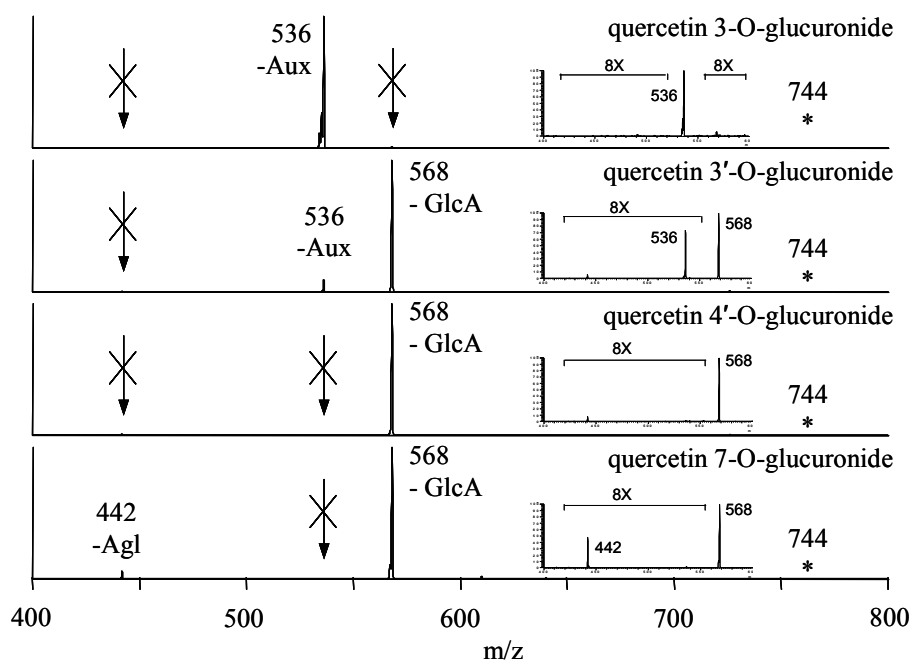 quercetin 3-O-glucuronide
536
-Aux
8X
8X
536
744
*
quercetin 3′-O-glucuronide
568
- GlcA
536
-Aux
8X
536
568
744
*
quercetin 4′-O-glucuronide
568
- GlcA
8X
568
744
*
quercetin 7-O-glucuronide
568
- GlcA
442
-Agl
8X
442
568
744
*
400
500
600
700
800
m/z